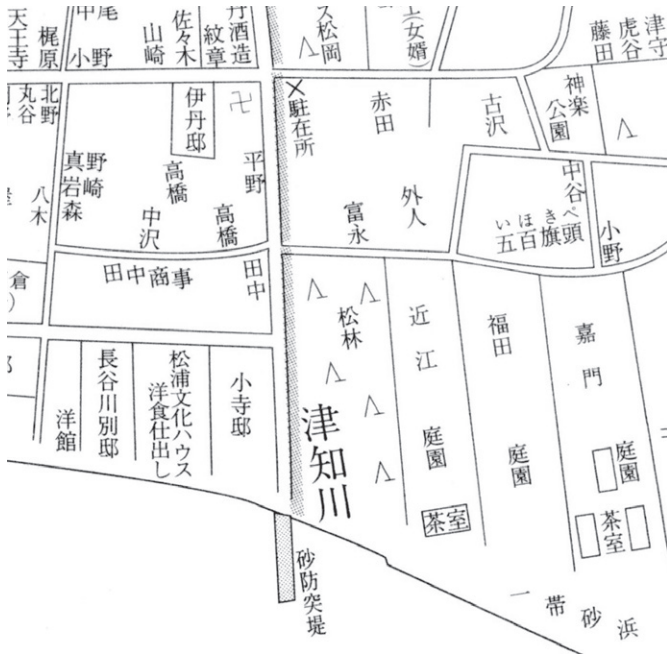 天王寺
梶原
中尾
小野
山崎
佐々木
丹酒造
紋章
ス松岡
(女婿)
藤田
虎谷
津守
丸谷
北野
伊丹邸
卍
駐在所
赤田
古沢
神楽
公園
八木
真岩森
野崎
中沢
高橋
高橋
平野
富永
外人
中谷
いほきべ
五百旗頭
小野
倉
田中商事
田中
松林
近江
福田
嘉門
洋館
長谷川別邸
松浦文化ハウス
洋食仕出し
小寺邸
津知川
庭園
庭園
庭園
茶室
茶室
砂防突堤
一帯砂浜